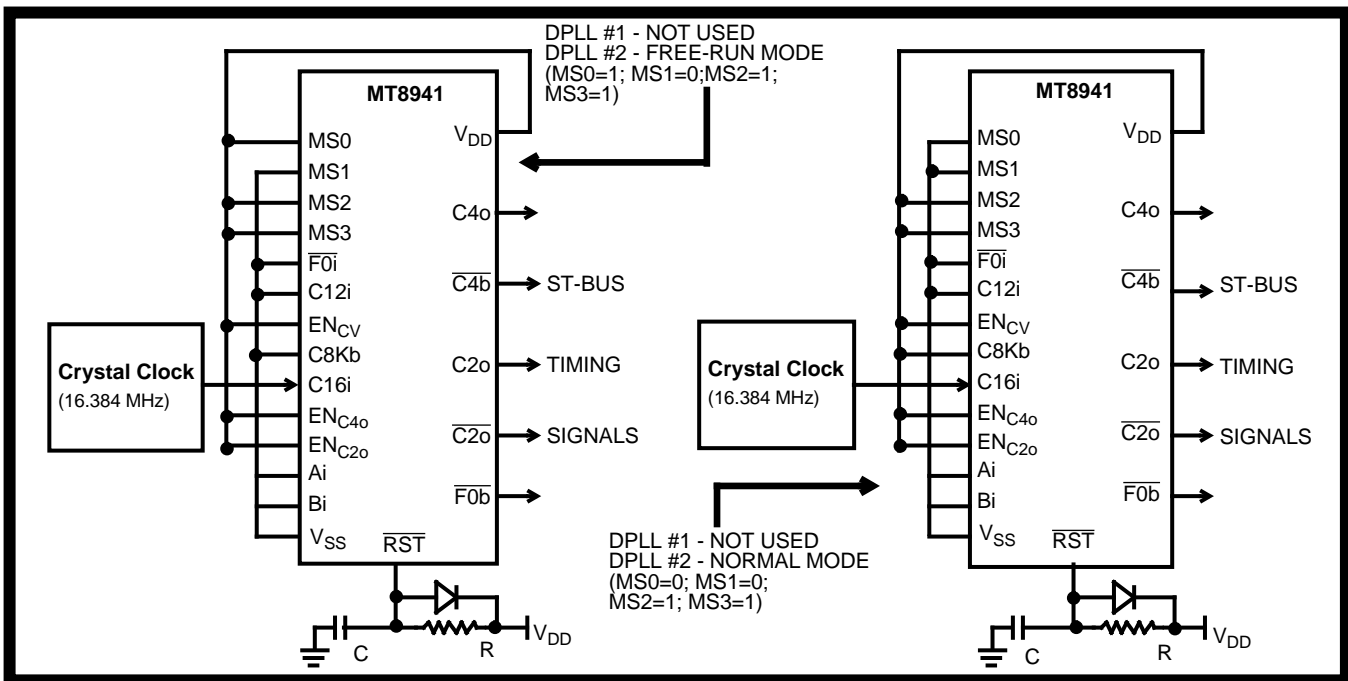 DPLL #1 - NOT USED
DPLL #2 - FREE-RUN MODE
(MS0=1; MS1=0;MS2=1;
MS3=1)
MT8941
MS0
MS1
MS2
MS3
F0i
C12i
ENCV
C8Kb
C16i
ENC4o
ENC2o
Ai
Bi
VSS
RST
VDD
C4o
C4b
ST-BUS
C2o
TIMING
C2o
SIGNALS
F0b
Crystal Clock
(16.384 MHz)
C
R
VDD
MT8941
MS0
MS1
MS2
MS3
F0i
C12i
ENCV
C8Kb
C16i
ENC4o
ENC2o
Ai
Bi
VSS
RST
VDD
C4o
C4b
ST-BUS
C2o
TIMING
C2o
SIGNALS
F0b
Crystal Clock
(16.384 MHz)
DPLL #1 - NOT USED
DPLL #2 - NORMAL MODE
(MS0=0; MS1=0;
MS2=1; MS3=1)
C
R
VDD